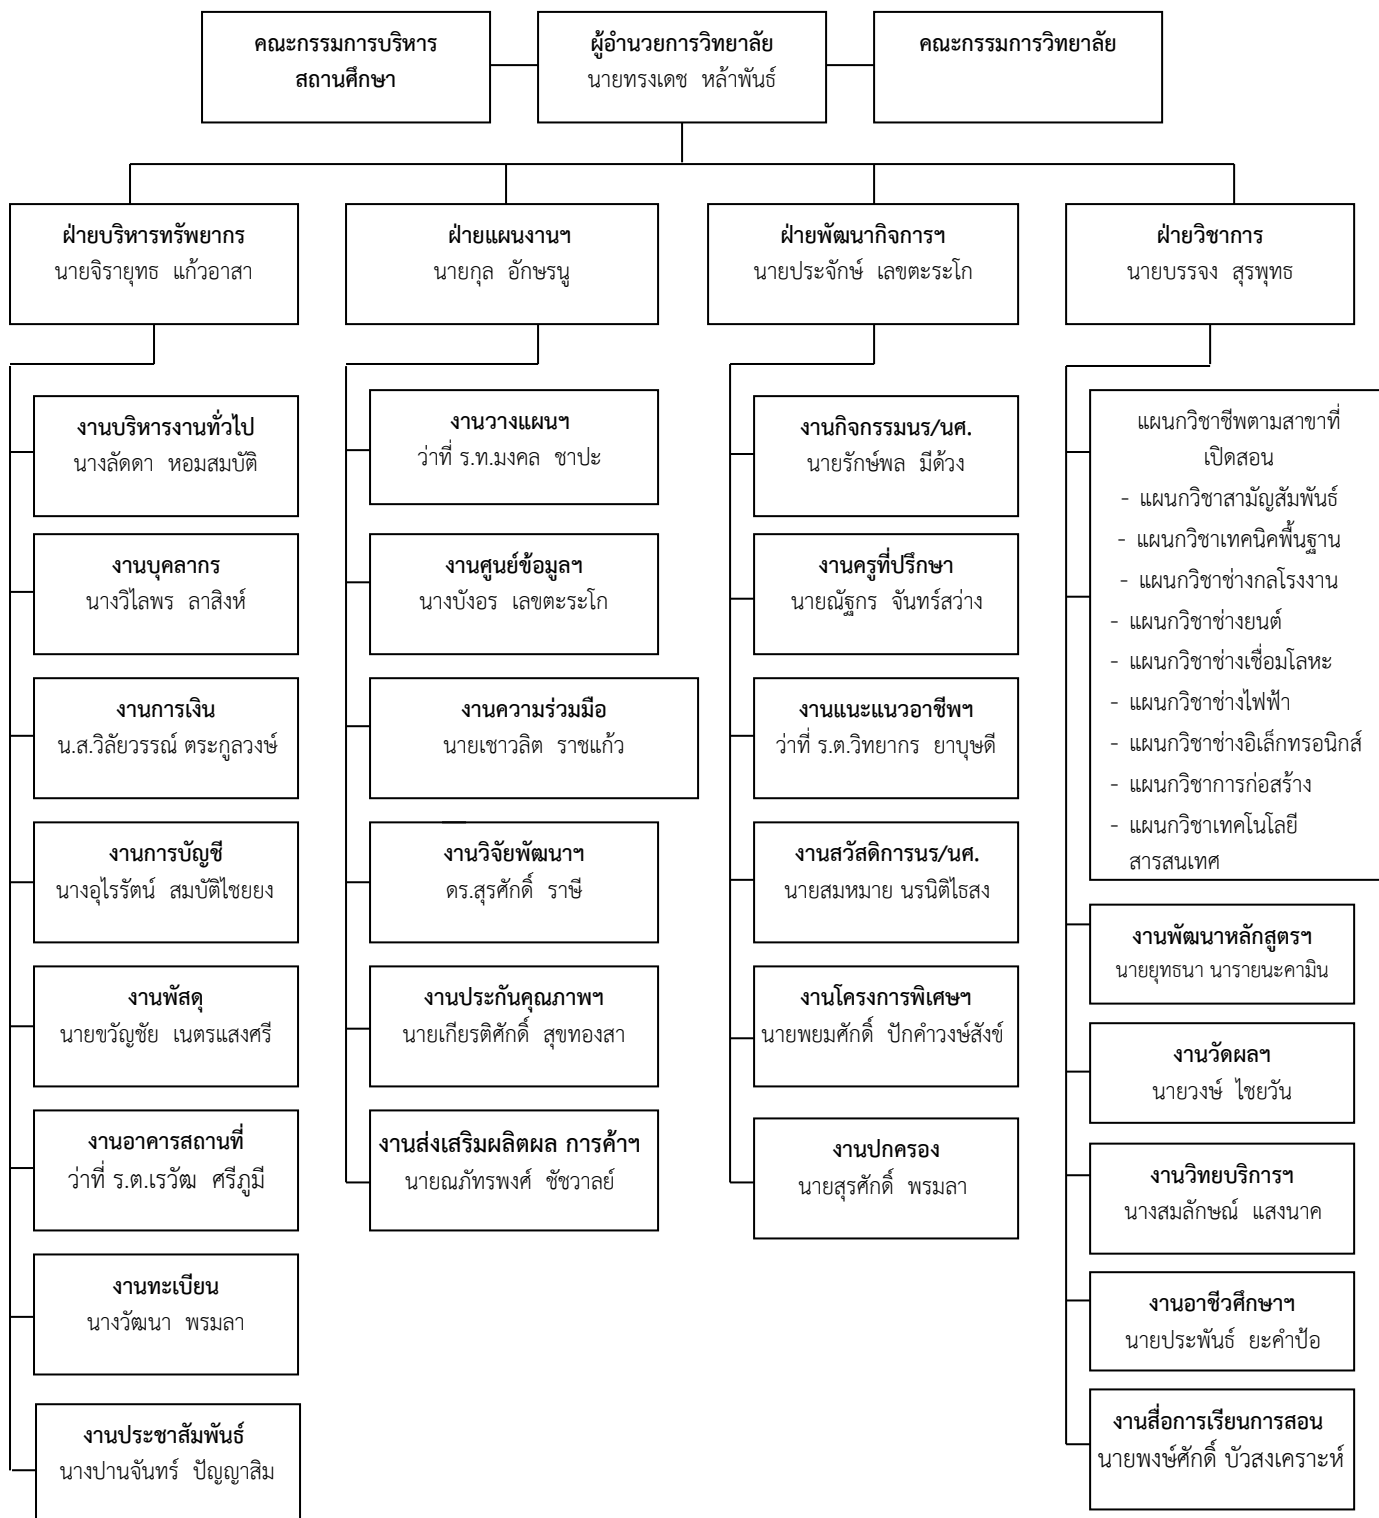 คณะกรรมการบริหาร
สถานศึกษา
ผู้อำนวยการวิทยาลัย
นายทรงเดช หล้าพันธ์
คณะกรรมการวิทยาลัย
ฝ่ายบริหารทรัพยากร
นายจิรายุทธ แก้วอาสา
ฝ่ายแผนงานฯ
นายกุล อักษรนู
ฝ่ายพัฒนากิจการฯ
นายประจักษ์ เลขตะระโก
ฝ่ายวิชาการ
นายบรรจง สุรพุทธ
งานบริหารงานทั่วไป
นางลัดดา หอมสมบัติ
งานบุคลากร
นางวิไลพร ลาสิงห์
งานการเงิน
น.ส.วิลัยวรรณ์ ตระกูลวงษ์
งานการบัญชี
นางอุไรรัตน์ สมบัติไชยยง
งานพัสดุ
นายขวัญชัย เนตรแสงศรี
งานอาคารสถานที่
ว่าที่ ร.ต.เรวัฒ ศรีภูมี
งานทะเบียน
นางวัฒนา พรมลา
งานประชาสัมพันธ์
นางปานจันทร์ ปัญญาสิม
งานวางแผนฯ
ว่าที่ ร.ท.มงคล ชาปะ
งานศูนย์ข้อมูลฯ
นางบังอร เลขตะระโก
งานความร่วมมือ
นายเชาวลิต ราชแก้ว
งานวิจัยพัฒนาฯ
ดร.สุรศักดิ์ ราษี
งานประกันคุณภาพฯ
นายเกียรติศักดิ์ สุขทองสา
งานส่งเสริมผลิตผล การค้าฯ
นายณภัทรพงศ์ ชัชวาลย์
งานกิจกรรมนร/นศ.
นายรักษ์พล มีด้วง
งานครูที่ปรึกษา
นายณัฐกร จันทร์สว่าง
งานแนะแนวอาชีพฯ
ว่าที่ ร.ต.วิทยากร ยาบุษดี
งานสวัสดิการนร/นศ.
นายสมหมาย นรนิติไธสง
งานโครงการพิเศษฯ
นายพยมศักดิ์ ปักคำวงษ์สังข์
งานปกครอง
นายสุรศักดิ์ พรมลา
แผนกวิชาชีพตามสาขาที่
เปิดสอน
- แผนกวิชาสามัญสัมพันธ์
- แผนกวิชาเทคนิคพื้นฐาน
- แผนกวิชาช่างกลโรงงาน
- แผนกวิชาช่างยนต์
- แผนกวิชาช่างเชื่อมโลหะ
- แผนกวิชาช่างไฟฟ้า
- แผนกวิชาช่างอิเล็กทรอนิกส์
- แผนกวิชาการก่อสร้าง
- แผนกวิชาเทคโนโลยี
สารสนเทศ
งานพัฒนาหลักสูตรฯ
นายยุทธนา นารายนะคามิน
งานวัดผลฯ
นายวงษ์ ไชยวัน
งานวิทยบริการฯ
นางสมลักษณ์ แสงนาค
งานอาชีวศึกษาฯ
นายประพันธ์ ยะคำป้อ
งานสื่อการเรียนการสอน
นายพงษ์ศักดิ์ บัวสงเคราะห์